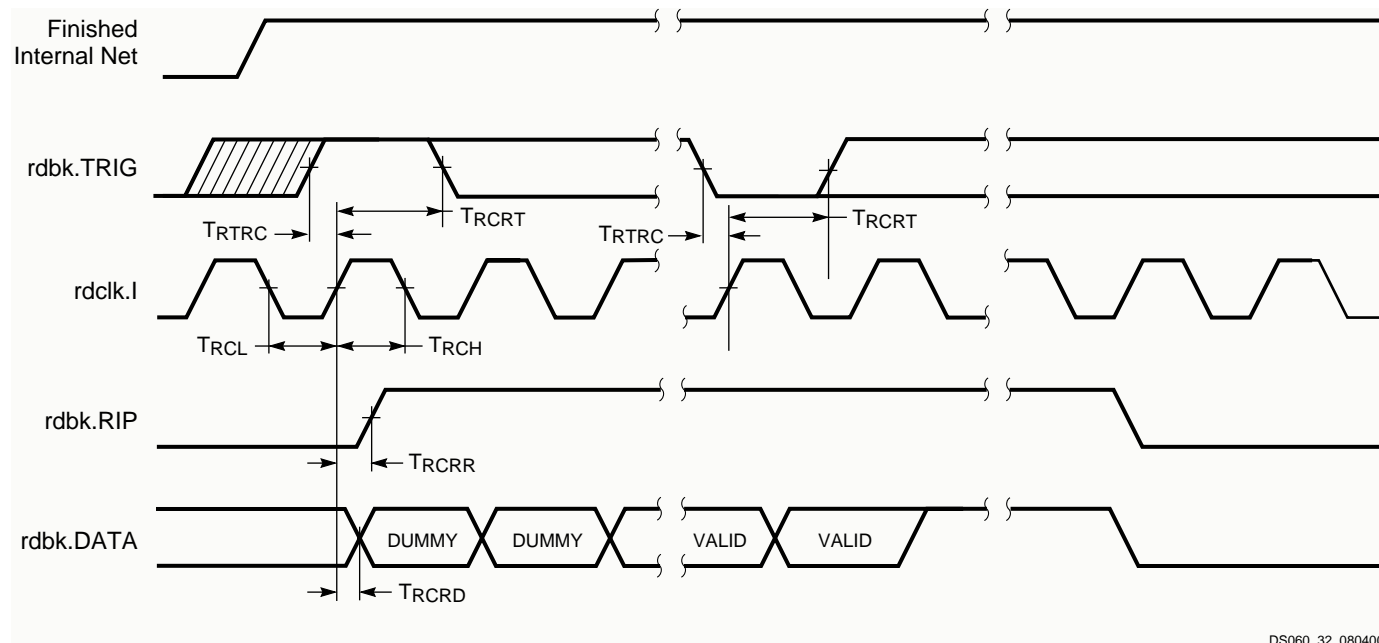 Finished
Internal Net
rdbk.TRIG
TRTRC
TRCRT
TRTRC
TRCRT
rdclk.I
TRCL
TRCH
rdbk.RIP
TRCRR
rdbk.DATA
DUMMY
DUMMY
VALID
VALID
TRCRD
DS060_32_080400